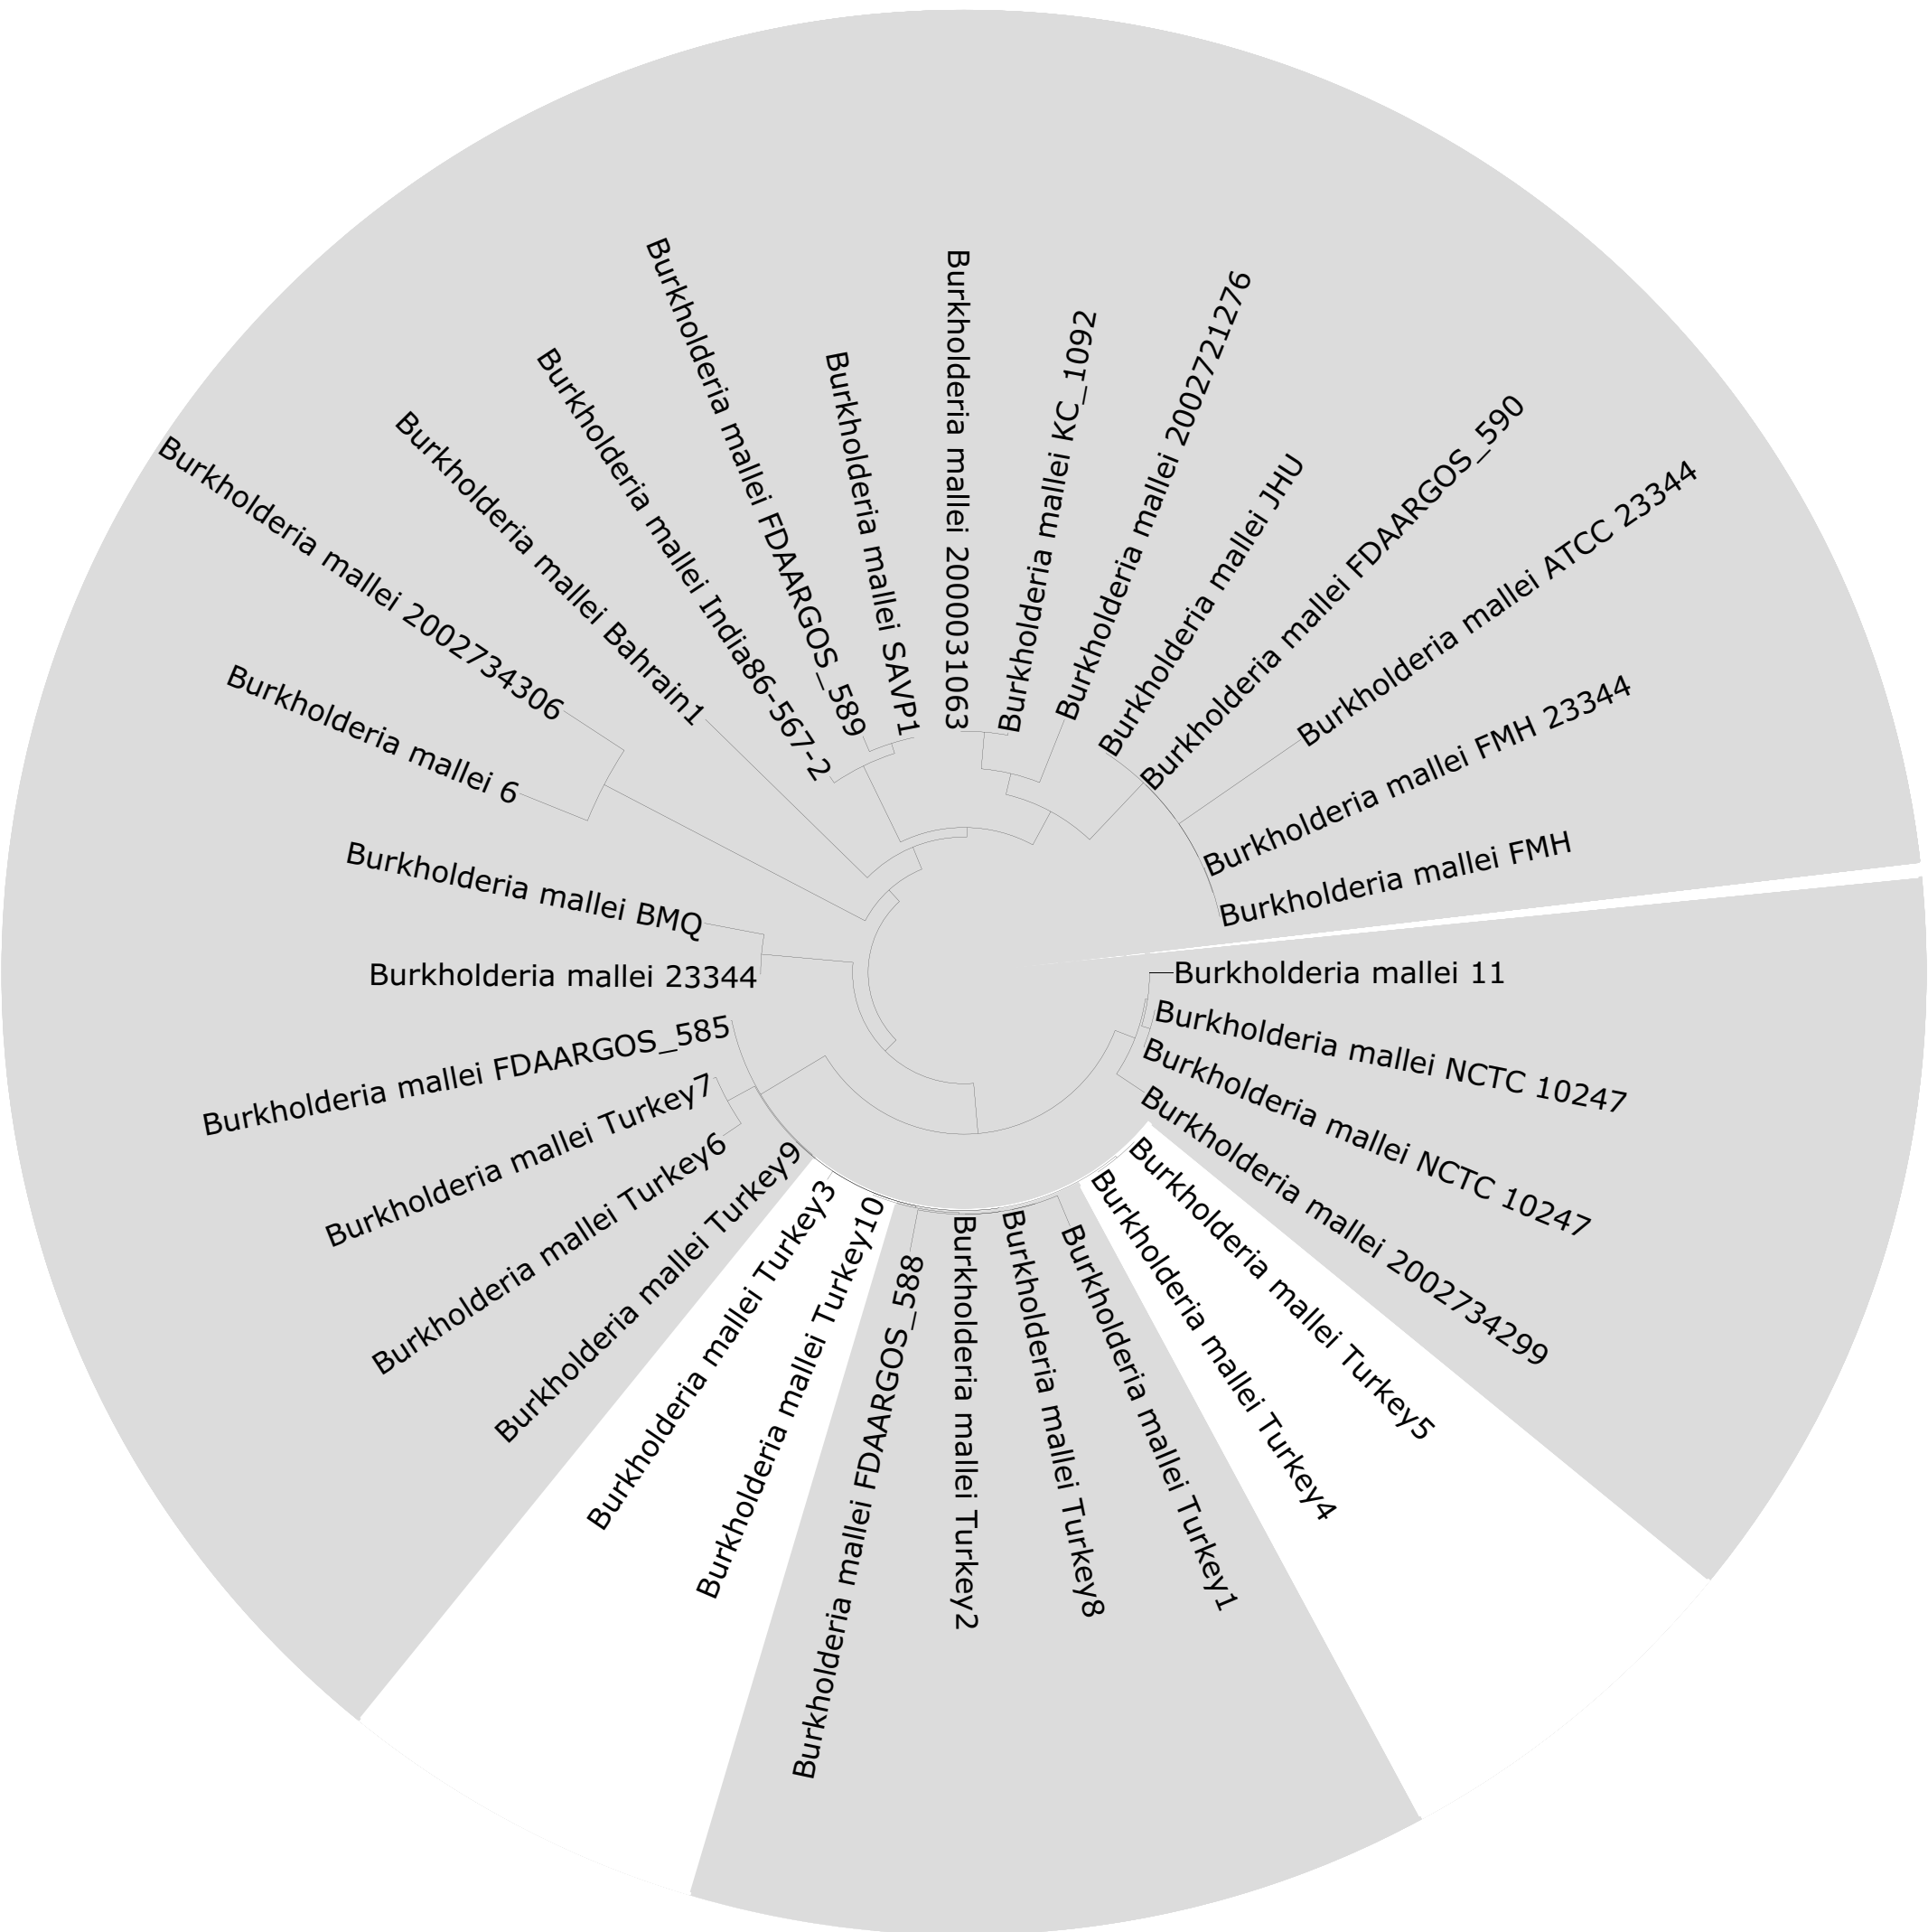 Burkholderia mallei 2000031063
Burkholderia mallei KC_1092
Burkholderia mallei 2002721276
Burkholderia mallei JHU
Burkholderia mallei FDAARGOS_590
Burkholderia mallei ATCC 23344
Burkholderia mallei FMH 23344
Burkholderia mallei FMH
Burkholderia mallei 11
Burkholderia mallei NCTC 10247
Burkholderia mallei NCTC 10247
Burkholderia mallei 2002734299
Burkholderia mallei Turkey5
Burkholderia mallei Turkey4
Burkholderia mallei Turkey1
Burkholderia mallei Turkey8
Burkholderia mallei Turkey2
Burkholderia mallei FDAARGOS_588
Burkholderia mallei Turkey10
Burkholderia mallei Turkey3
Burkholderia mallei Turkey9
Burkholderia mallei Turkey6
Burkholderia mallei Turkey7
Burkholderia mallei FDAARGOS_585
Burkholderia mallei 23344
Burkholderia mallei BMQ
Burkholderia mallei 6
Burkholderia mallei 2002734306
Burkholderia mallei Bahrain1
Burkholderia mallei India86-567-2
Burkholderia mallei FDAARGOS_589
Burkholderia mallei SAVP1